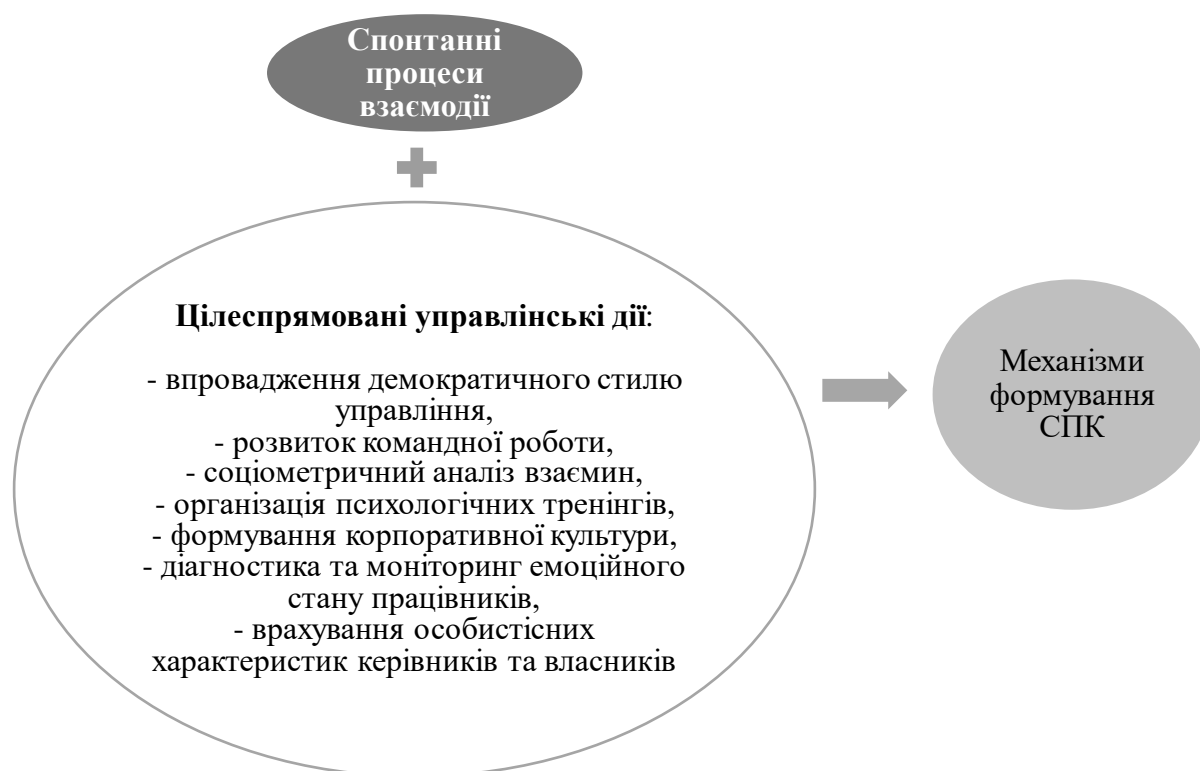 Спонтанні
процеси
взаємодії
Цілеспрямовані управлінські дії:
- впровадження демократичного стилю
управління,
- розвиток командної роботи,
- соціометричний аналіз взаємин,
- організація психологічних тренінгів,
- формування корпоративної культури,
- діагностика та моніторинг емоційного
стану працівників,
- врахування особистісних
характеристик керівників та власників
Механізми
формування
СПК